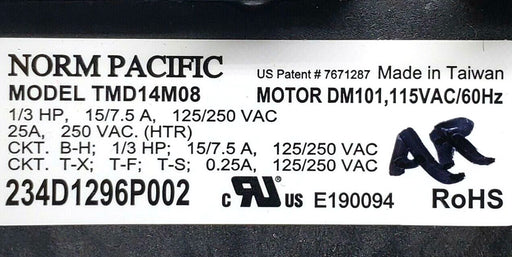 NORM PACIFIC US Patent # 7671287 Made in Taiwan
MODEL TMD14M08 MOTOR DM101,115VAC/60Hz
1/3 HP, 15/7.5 A, 125/250 VAC
25A, 250 VAC. (HTR)
CKT. B-H; 1/3 HP; 15/7.5 A, 125/250 VAC
CKT. T-X; T-F; T-S; 0.25A, 125/250 VAC
AR
234D1296P002 c RU US E190094 RoHS